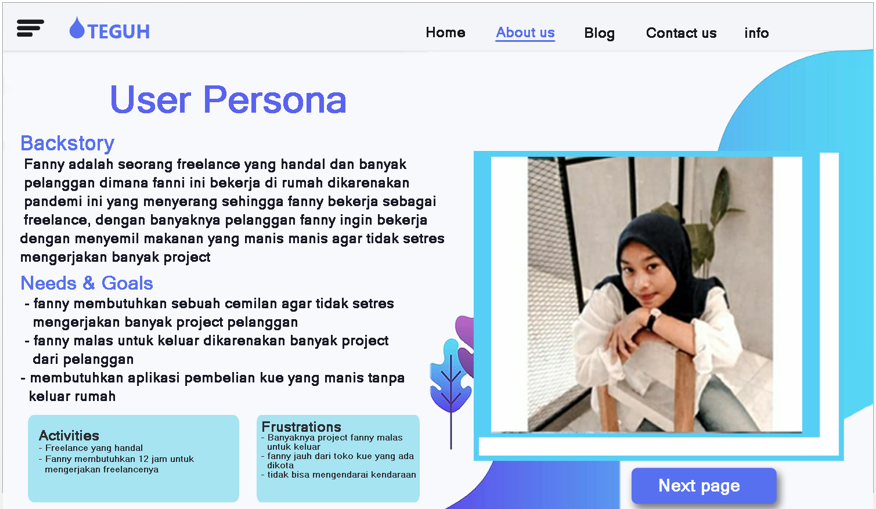 TEGUH
Home
About us
Blog
Contact us
info
User Persona
Backstory
Fanny adalah seorang freelance yang handal dan banyak
pelanggan dimana fanni ini bekerja di rumah dikarenakan
pandemi ini yang menyerang sehingga fanny bekerja sebagai
freelance, dengan banyaknya pelanggan fanny ingin bekerja
dengan menyemil makanan yang manis manis agar tidak setres
mengerjakan banyak project
Needs & Goals
- fanny membutuhkan sebuah cemilan agar tidak setres
mengerjakan banyak project pelanggan
- fanny malas untuk keluar dikarenakan banyak project
dari pelanggan
- membutuhkan aplikasi pembelian kue yang manis tanpa
keluar rumah
Activities
- Freelance yang handal
- Fanny membutuhkan 12 jam untuk
mengerjakan freelancenya
Frustrations
- Banyaknya project fanny malas
untuk keluar
- fanny jauh dari toko kue yang ada
dikota
- tidak bisa mengendarai kendaraan
Next page